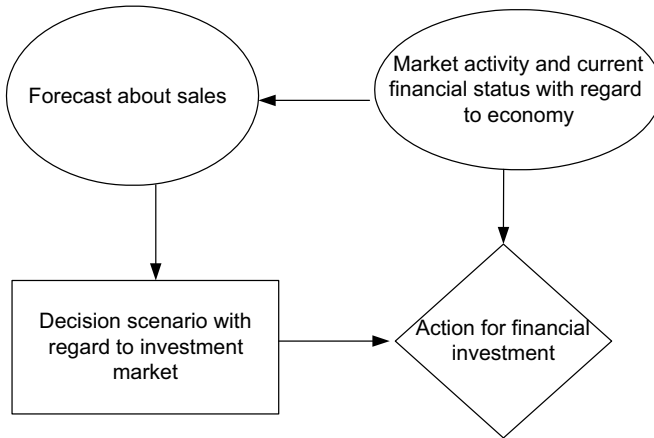 Forecast about sales
Market activity and current
financial status with regard
to economy
Decision scenario with
regard to investment
market
Action for financial
investment